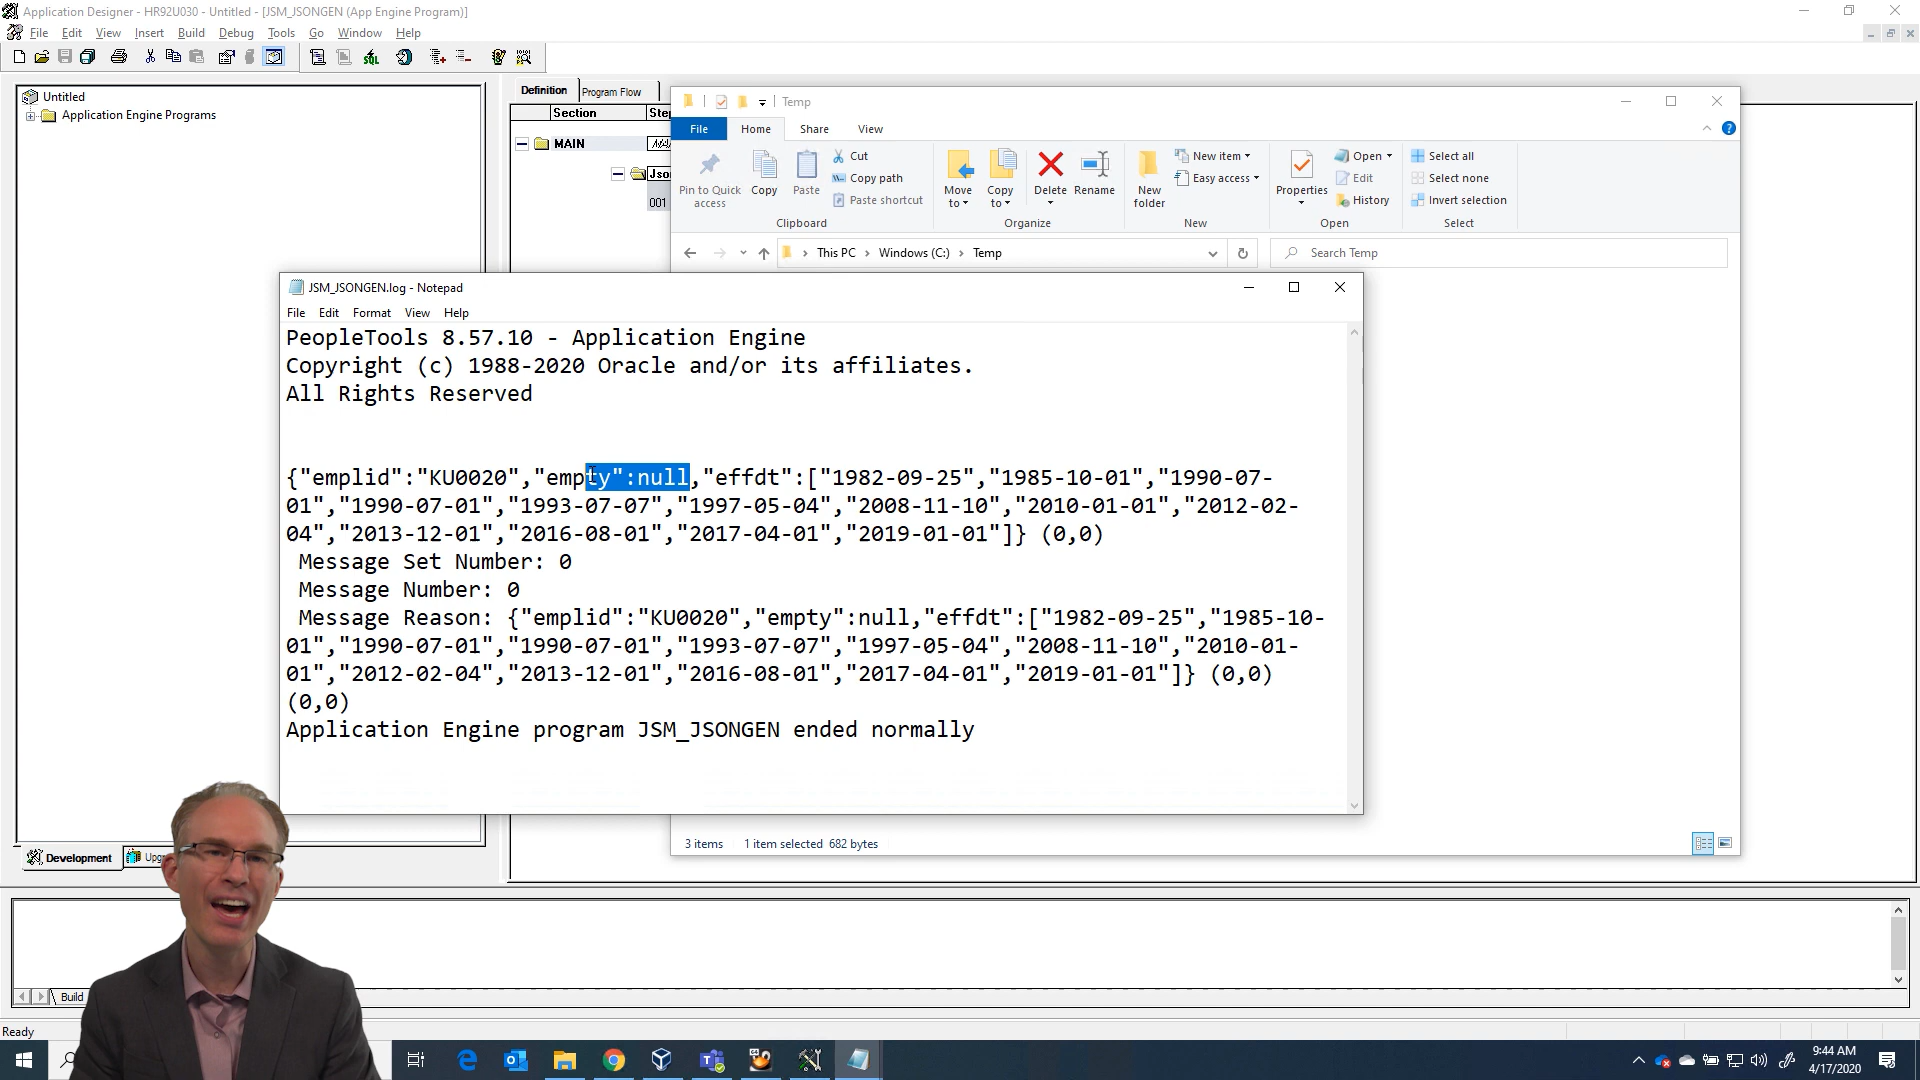 Application Designer - HR92U030 - Untitled - [JSM_JSONGEN (App Engine Program)]
File Edit View Insert Build Debug Tools Go Window Help
Untitled
Application Engine Programs
Definition Program Flow
Section Step
MAIN
001
Temp
File Home Share View
Pin to Quick access
Copy
Paste
Cut
Copy path
Paste shortcut
Clipboard
Move to
Copy to
Delete
Rename
Organize
New folder
New item
Easy access
New
Properties
Open
Edit
History
Open
Select all
Select none
Invert selection
Select
This PC > Windows (C:) > Temp
Search Temp
JSM_JSONGEN.log - Notepad
File Edit Format View Help
PeopleTools 8.57.10 - Application Engine
Copyright (c) 1988-2020 Oracle and/or its affiliates.
All Rights Reserved
{"emplid":"KU0020","empty":null,"effdt":["1982-09-25","1985-10-01","1990-07-
01","1990-07-01","1993-07-07","1997-05-04","2008-11-10","2010-01-01","2012-02-
04","2013-12-01","2016-08-01","2017-04-01","2019-01-01"]} (0,0)
Message Set Number: 0
Message Number: 0
Message Reason: {"emplid":"KU0020","empty":null,"effdt":["1982-09-25","1985-10-
01","1990-07-01","1990-07-01","1993-07-07","1997-05-04","2008-11-10","2010-01-
01","2012-02-04","2013-12-01","2016-08-01","2017-04-01","2019-01-01"]} (0,0)
(0,0)
Application Engine program JSM_JSONGEN ended normally
3 items 1 item selected 682 bytes
Development
Build
Ready
9:44 AM
4/17/2020